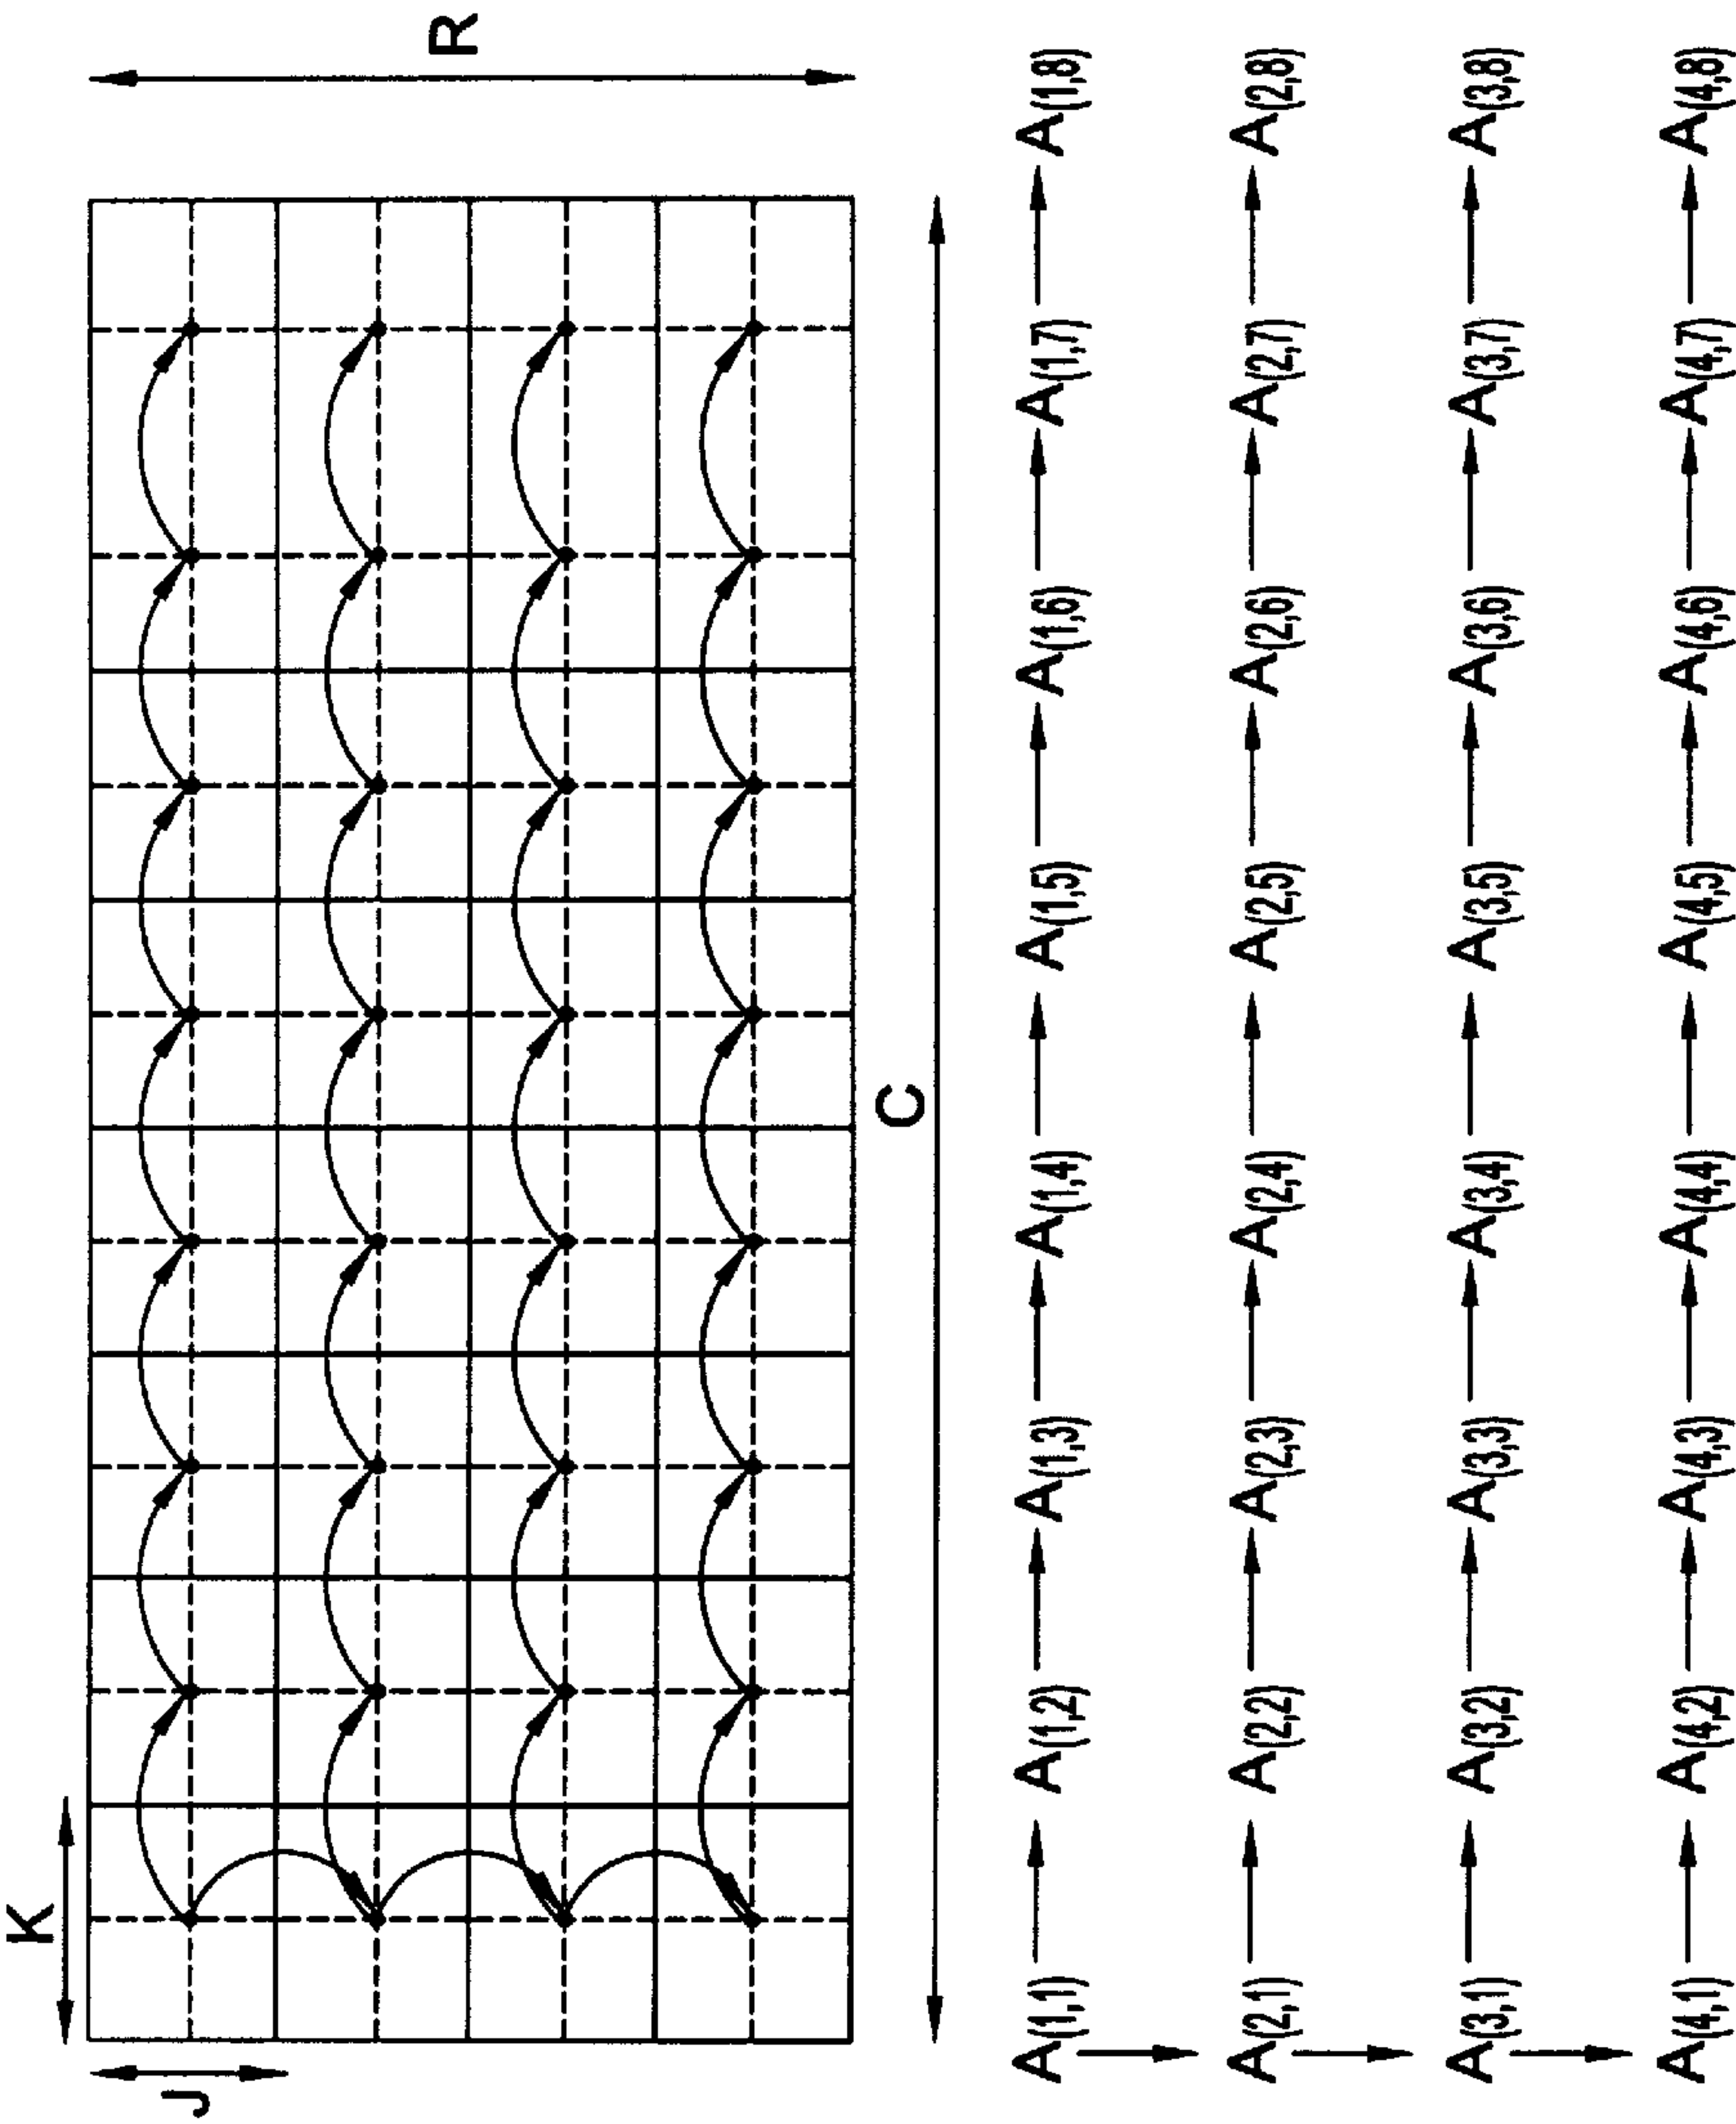 K
J
R
C
A(1,1) A(1,2) A(1,3) A(1,4) A(1,5) A(1,6) A(1,7) A(1,8)
A(2,1) A(2,2) A(2,3) A(2,4) A(2,5) A(2,6) A(2,7) A(2,8)
A(3,1) A(3,2) A(3,3) A(3,4) A(3,5) A(3,6) A(3,7) A(3,8)
A(4,1) A(4,2) A(4,3) A(4,4) A(4,5) A(4,6) A(4,7) A(4,8)